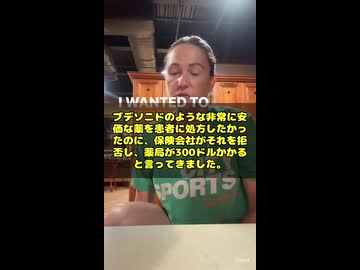 I WANTED TO
ブデソニドのような非常に安
価な薬を患者に処方したかっ
たのに、保険会社がそれを拒
否し、薬局が300ドルかかる
と言ってきました。
SPORTS